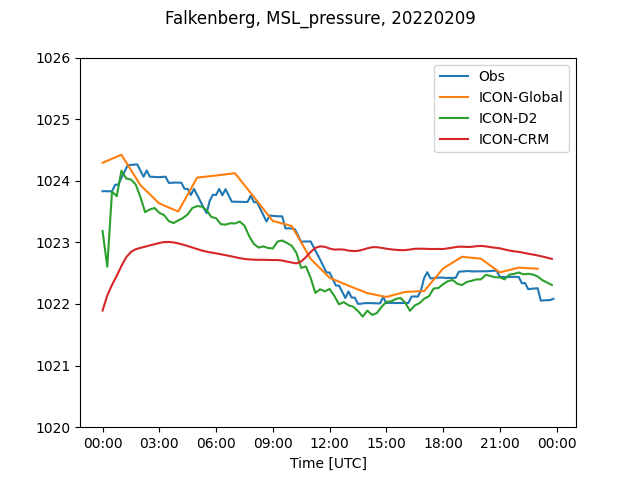 Falkenberg, MSL_pressure, 20220209
1026
1025
1024
1023
1022
1021
1020
Obs
ICON-Global
ICON-D2
ICON-CRM
00:00 03:00 06:00 09:00 12:00 15:00 18:00 21:00 00:00
Time [UTC]